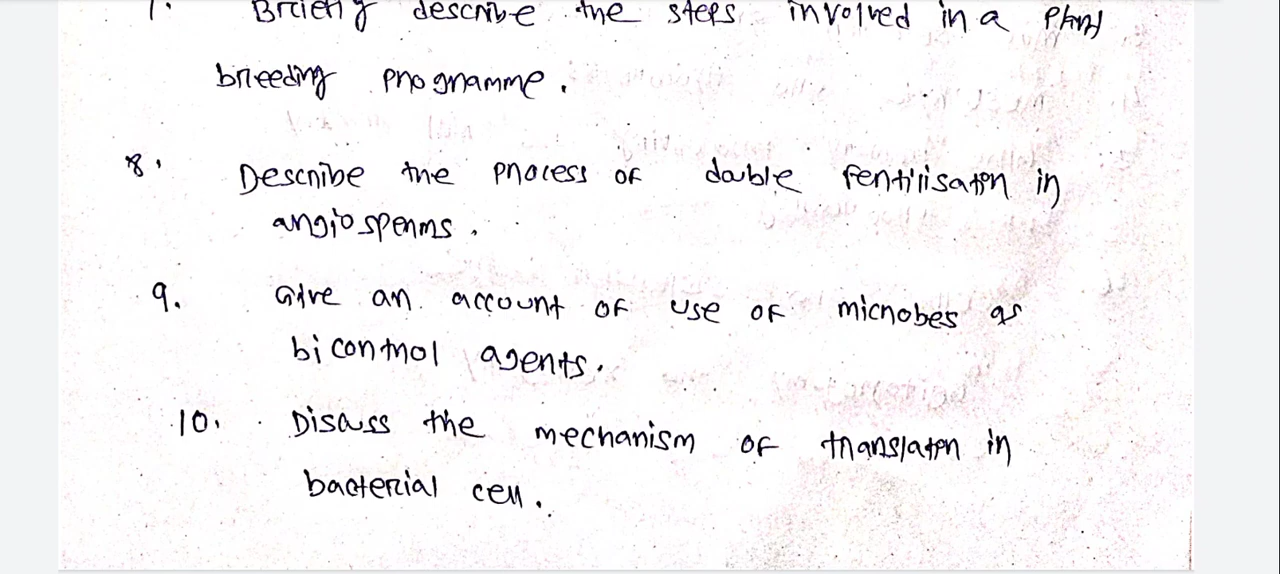 7. Briefly describe the steps involved in a plant
breeding programme.
8. Describe the process of double fertilisation in
angiosperms.
9. Give an account of use of microbes as
bicontrol agents.
10. Discuss the mechanism of translation in
bacterial cell.